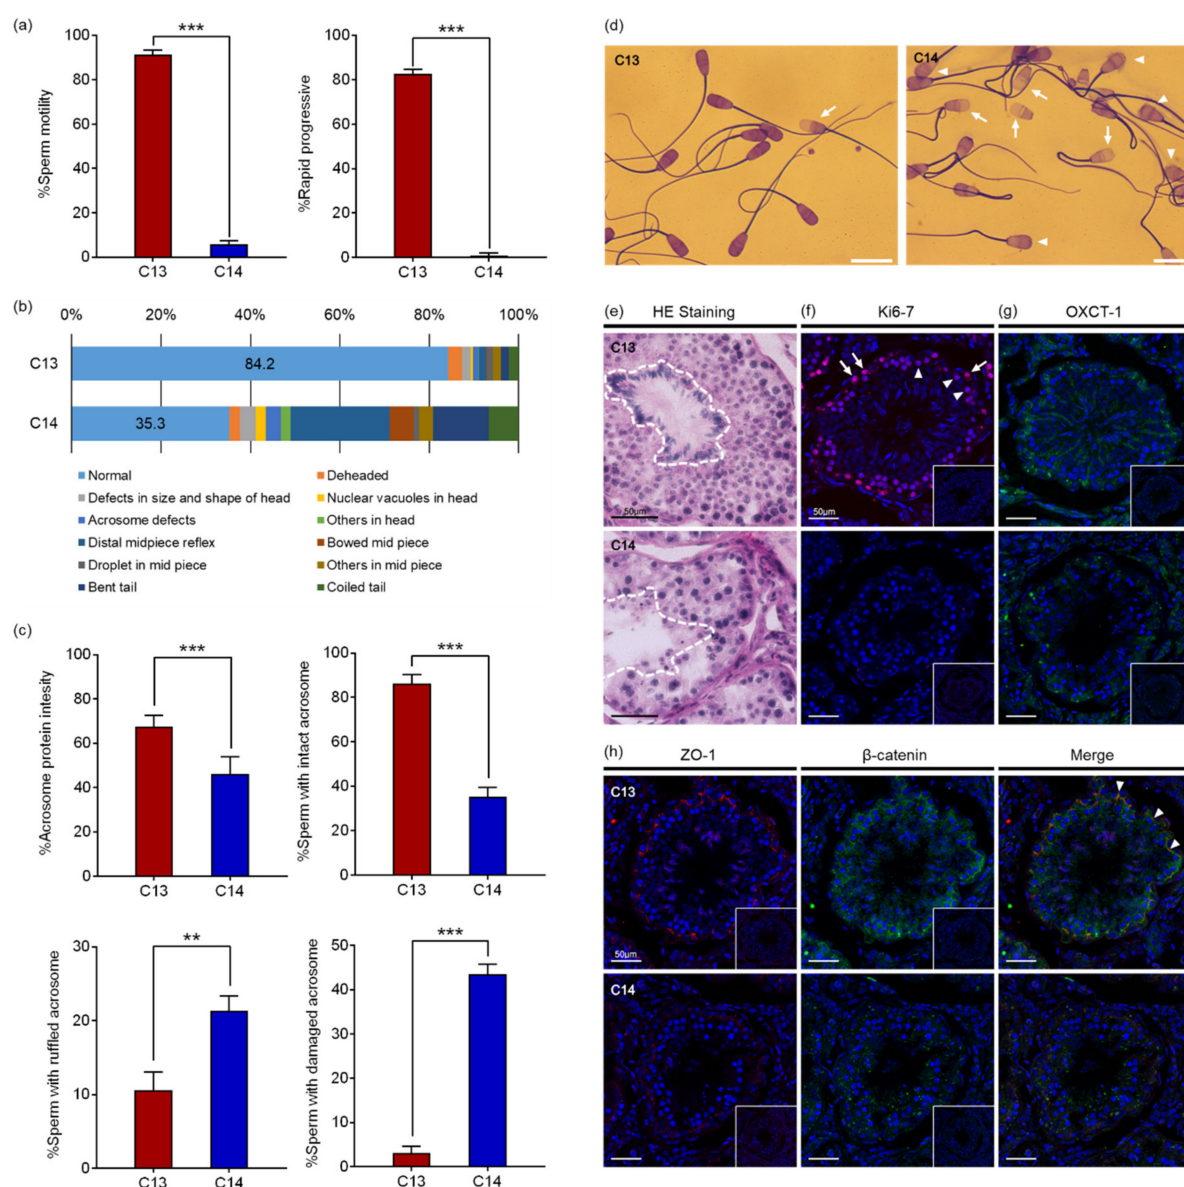 (a)
***
100
80
60
40
20
0
%Sperm motility
C13
C14
***
100
80
60
40
20
0
%Rapid progressive
C13
C14
(b)
0%
20%
40%
60%
80%
100%
C13
84.2
C14
35.3
Normal
Deheaded
Defects in size and shape of head
Nuclear vacuoles in head
Acrosome defects
Others in head
Distal midpiece reflex
Bowed mid piece
Droplet in mid piece
Others in mid piece
Bent tail
Coiled tail
(c)
***
100
80
60
40
20
0
%Acrosome protein intesity
C13
C14
***
100
80
60
40
20
0
%Sperm with intact acrosome
C13
C14
**
30
20
10
0
%Sperm with ruffled acrosome
C13
C14
***
50
40
30
20
10
0
%Sperm with damaged acrosome
C13
C14
(d)
C13
C14
(e)
HE Staining
(f)
Ki6-7
(g)
OXCT-1
C13
50μm
50μm
C14
(h)
ZO-1
β-catenin
Merge
C13
50μm
C14